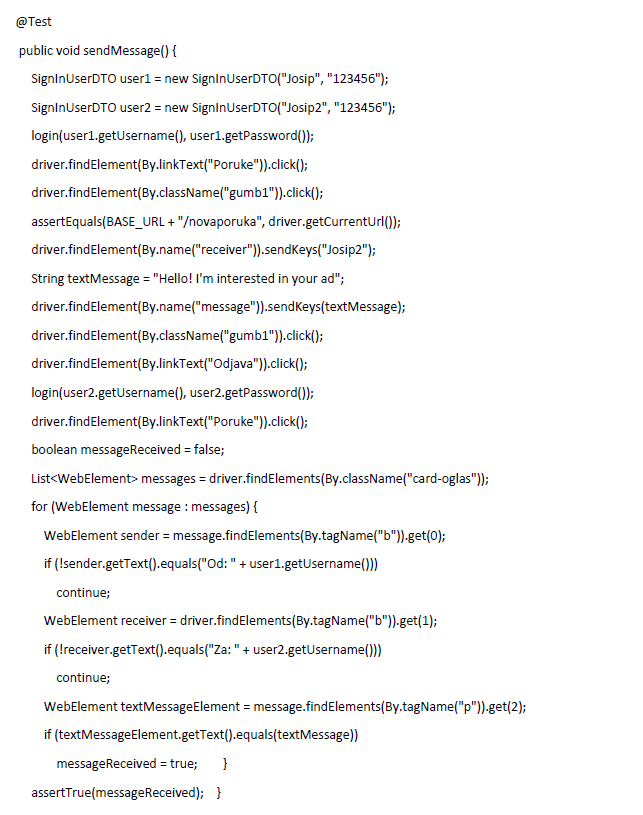 @Test
public void sendMessage() {
SignInUserDTO user1 = new SignInUserDTO("Josip", "123456");
SignInUserDTO user2 = new SignInUserDTO("Josip2", "123456");
login(user1.getUsername(), user1.getPassword());
driver.findElement(By.linkText("Poruke")).click();
driver.findElement(By.className("gumb1")).click();
assertEquals(BASE_URL + "/novaporuka", driver.getCurrentUrl());
driver.findElement(By.name("receiver")).sendKeys("Josip2");
String textMessage = "Hello! I'm interested in your ad";
driver.findElement(By.name("message")).sendKeys(textMessage);
driver.findElement(By.className("gumb1")).click();
driver.findElement(By.linkText("Odjava")).click();
login(user2.getUsername(), user2.getPassword());
driver.findElement(By.linkText("Poruke")).click();
boolean messageReceived = false;
List<WebElement> messages = driver.findElements(By.className("card-oglas"));
for (WebElement message : messages) {
WebElement sender = message.findElements(By.tagName("b")).get(0);
if (!sender.getText().equals("Od: " + user1.getUsername()))
continue;
WebElement receiver = driver.findElements(By.tagName("b")).get(1);
if (!receiver.getText().equals("Za: " + user2.getUsername()))
continue;
WebElement textMessageElement = message.findElements(By.tagName("p")).get(2);
if (textMessageElement.getText().equals(textMessage))
messageReceived = true; }
assertTrue(messageReceived); }